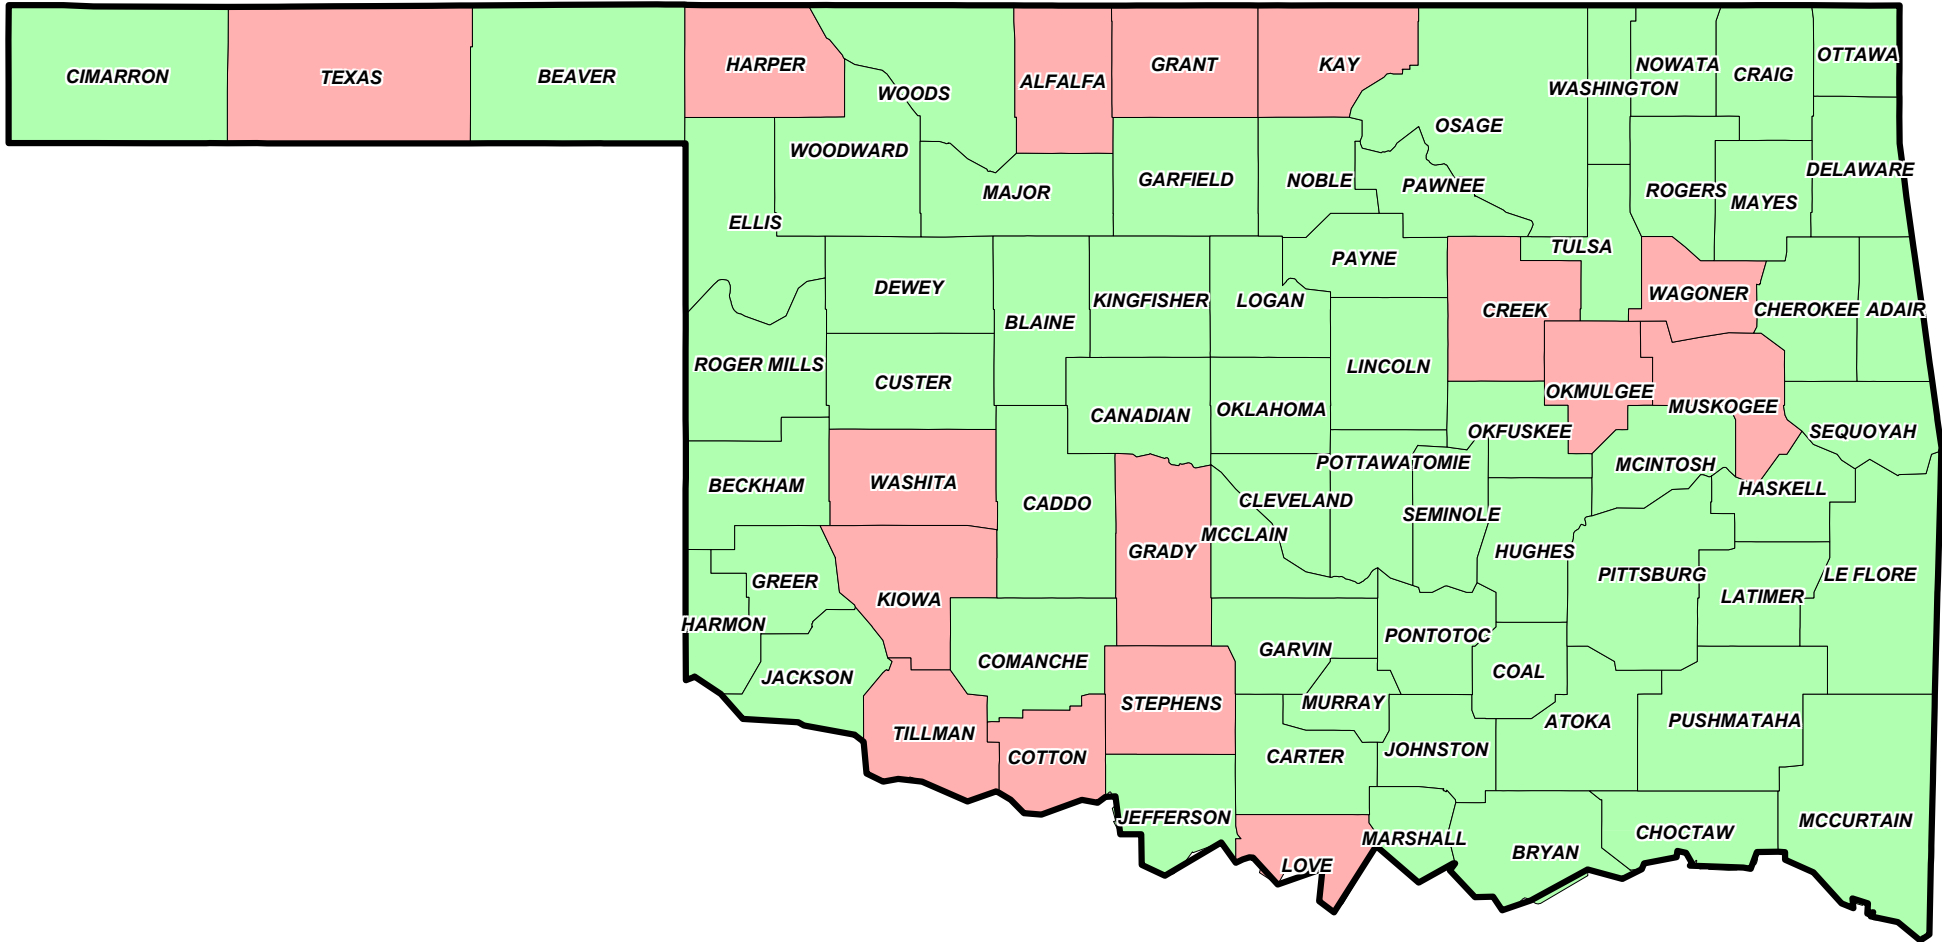 CIMARRON
TEXAS
BEAVER
HARPER
WOODS
ALFALFA
GRANT
KAY
OSAGE
WASHINGTON
NOWATA
CRAIG
OTTAWA
WOODWARD
MAJOR
GARFIELD
NOBLE
PAWNEE
ROGERS
MAYES
DELAWARE
ELLIS
DEWEY
BLAINE
KINGFISHER
LOGAN
PAYNE
TULSA
CREEK
WAGONER
CHEROKEE
ADAIR
ROGER MILLS
CUSTER
CANADIAN
OKLAHOMA
LINCOLN
OKMULGEE
MUSKOGEE
OKFUSKEE
SEQUOYAH
BECKHAM
WASHITA
CADDO
GRADY
MCCLAIN
CLEVELAND
POTTAWATOMIE
SEMINOLE
MCINTOSH
HASKELL
HUGHES
PITTSBURG
LATIMER
LE FLORE
GREER
HARMON
KIOWA
JACKSON
COMANCHE
GARVIN
PONTOTOC
COAL
STEPHENS
MURRAY
TILLMAN
COTTON
CARTER
JOHNSTON
ATOKA
PUSHMATAHA
JEFFERSON
LOVE
MARSHALL
BRYAN
CHOCTAW
MCCURTAIN